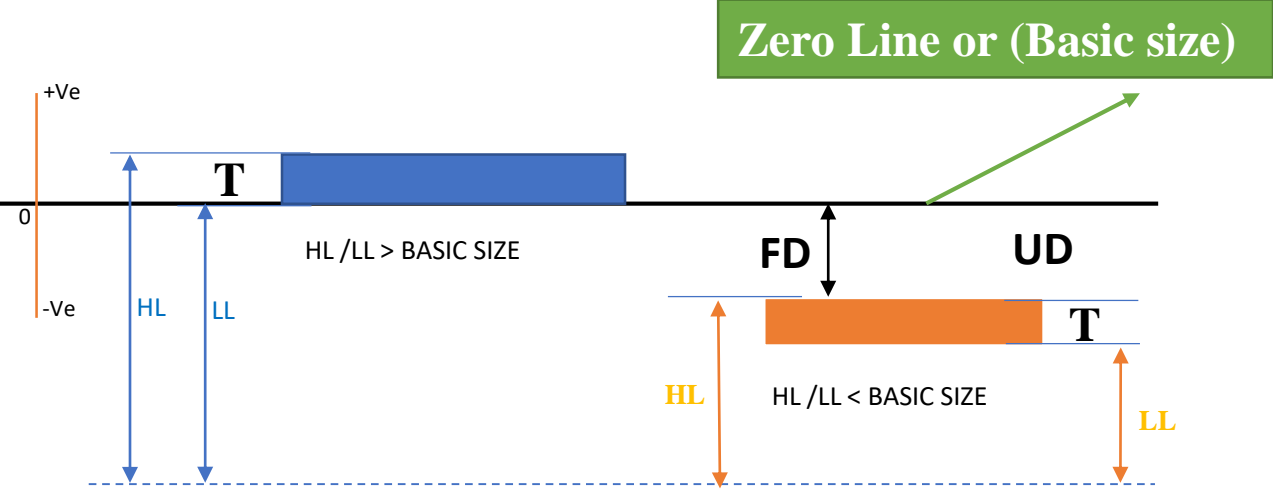 Zero Line or (Basic size)
+Ve
T
0
HL /LL > BASIC SIZE
FD
UD
-Ve
HL
LL
T
HL
HL /LL < BASIC SIZE
LL